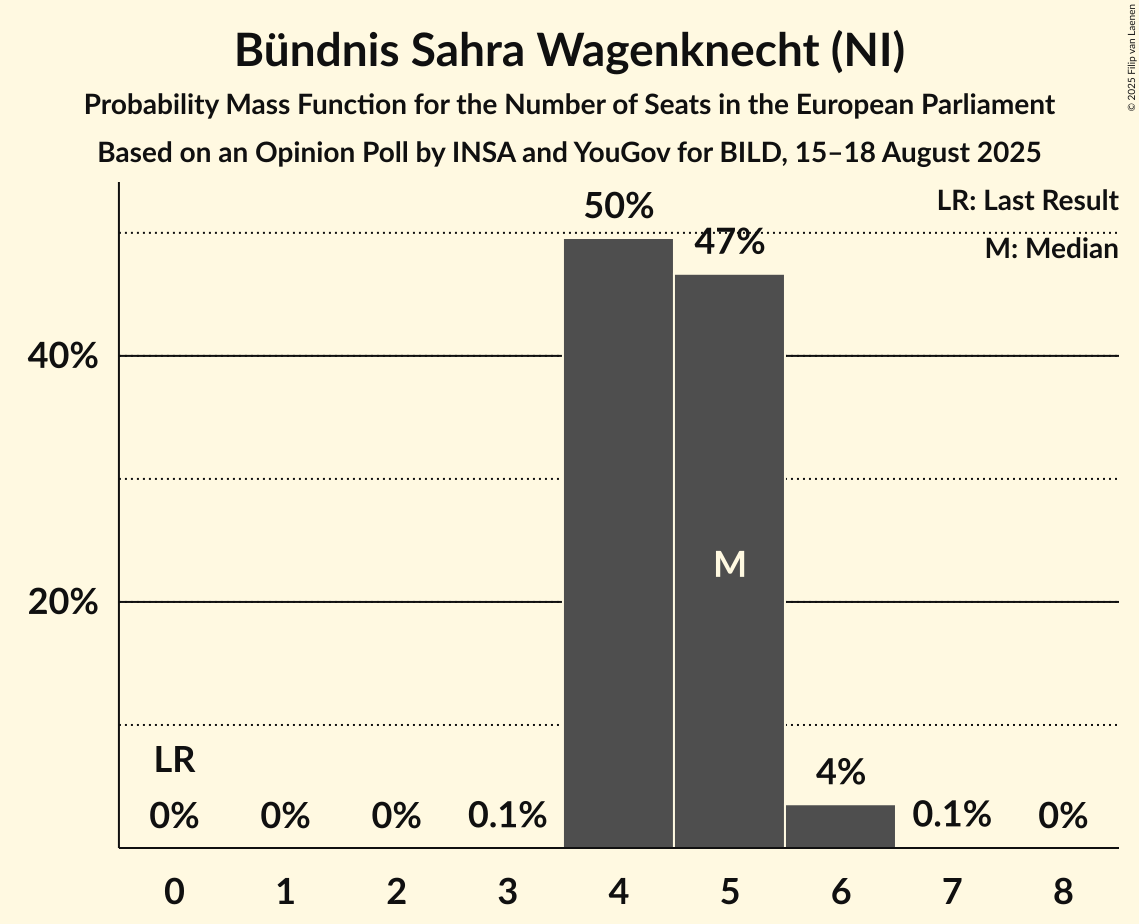 Bündnis Sahra Wagenknecht (NI)
Probability Mass Function for the Number of Seats in the European Parliament
Based on an Opinion Poll by INSA and YouGov for BILD, 15–18 August 2025
© 2025 Filip van Laenen
LR: Last Result
M: Median
50%
47%
40%
20%
M
LR
0%
0%
0%
0.1%
4%
0.1%
0%
0 1 2 3 4 5 6 7 8